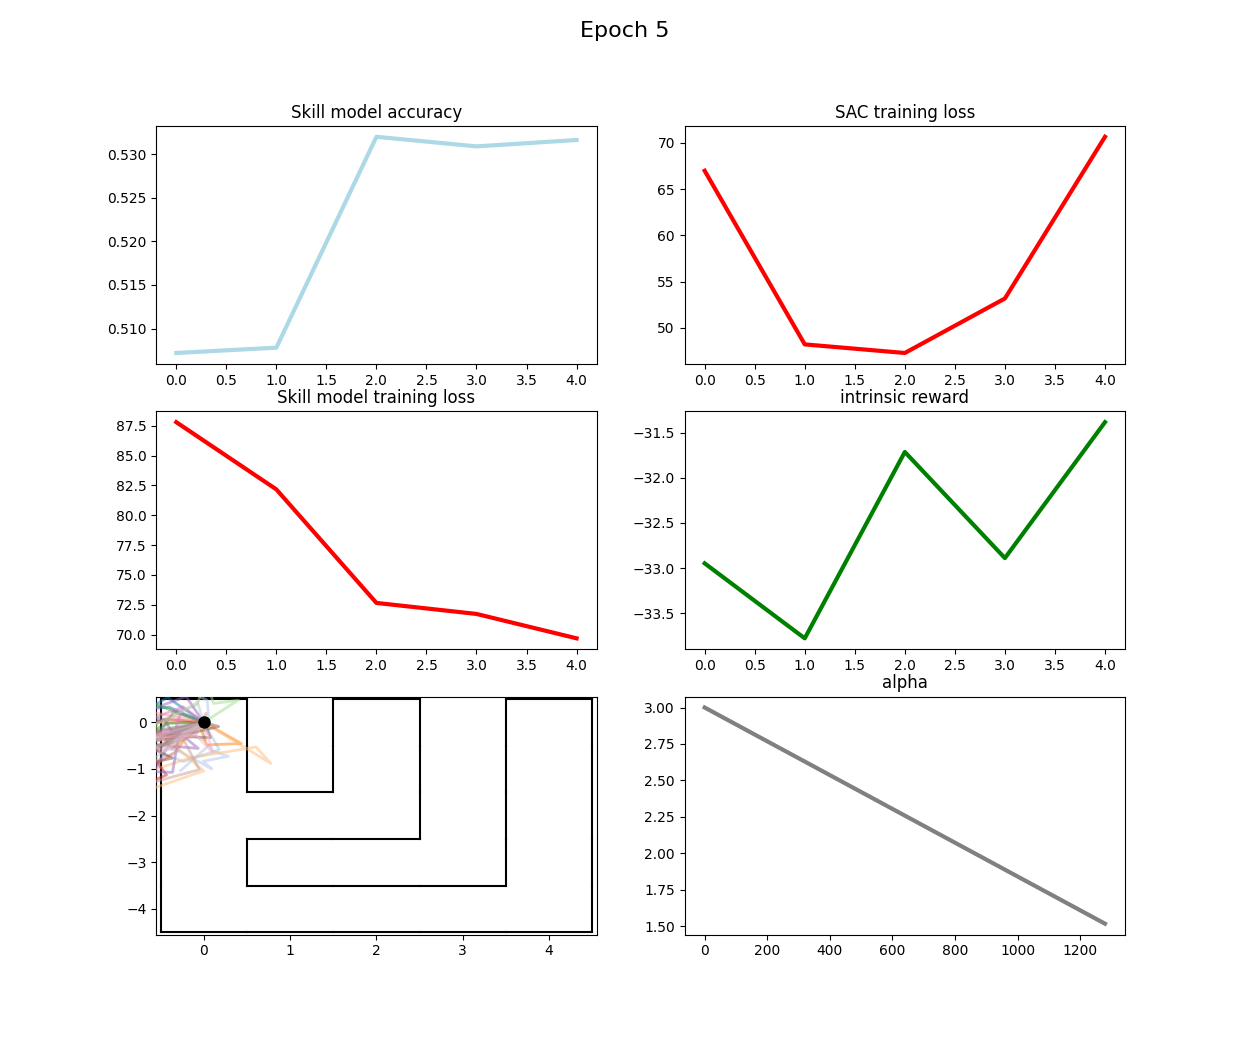 Epoch 5
Skill model accuracy
0.530
0.525
0.520
0.515
0.510
0.0 0.5 1.0 1.5 2.0 2.5 3.0 3.5 4.0
SAC training loss
70
65
60
55
50
0.0 0.5 1.0 1.5 2.0 2.5 3.0 3.5 4.0
Skill model training loss
87.5
85.0
82.5
80.0
77.5
75.0
72.5
70.0
0.0 0.5 1.0 1.5 2.0 2.5 3.0 3.5 4.0
intrinsic reward
−31.5
−32.0
−32.5
−33.0
−33.5
0.0 0.5 1.0 1.5 2.0 2.5 3.0 3.5 4.0
0
−1
−2
−3
−4
0 1 2 3 4
alpha
3.00
2.75
2.50
2.25
2.00
1.75
1.50
0 200 400 600 800 1000 1200